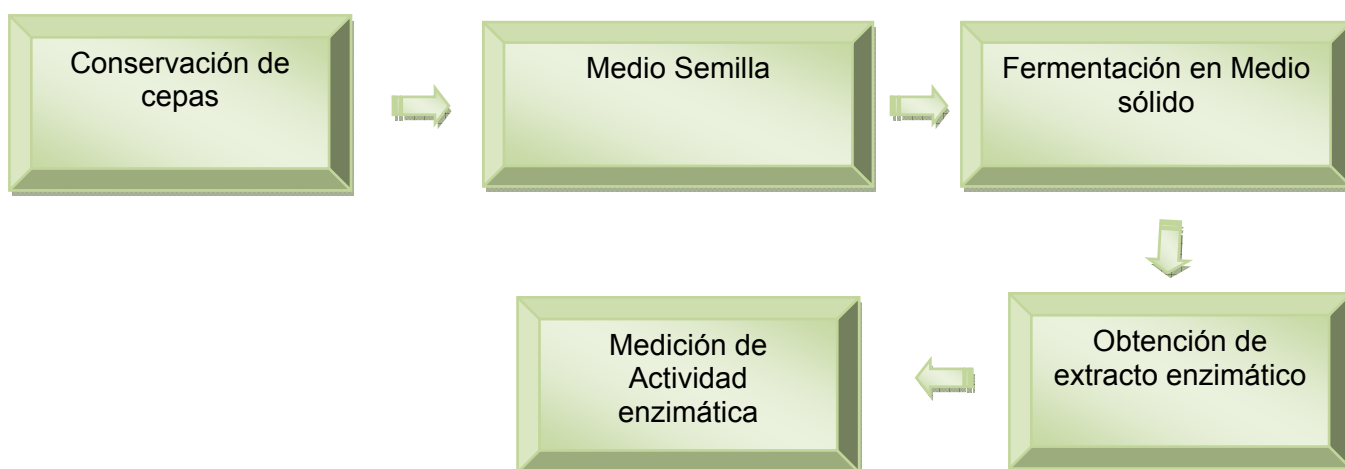 Conservación de
cepas
Medio Semilla
Fermentación en Medio
sólido
Obtención de
extracto enzimático
Medición de
Actividad
enzimática